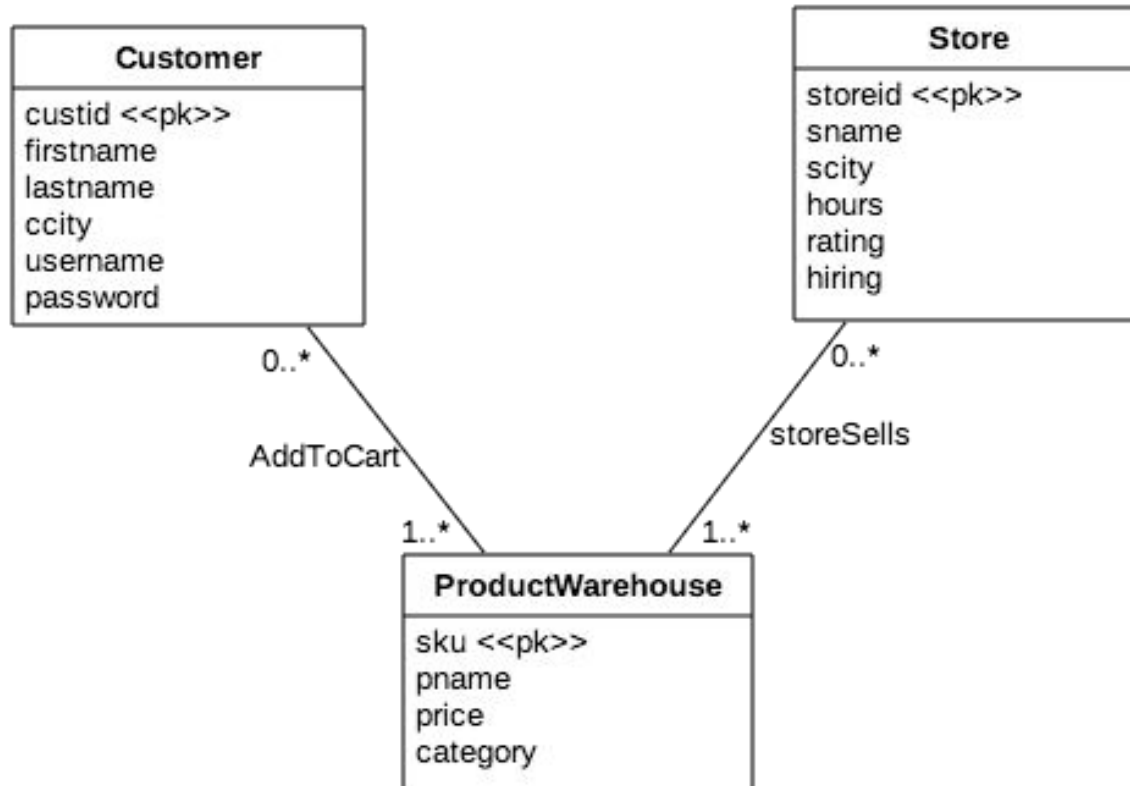 Customer
custid <<pk>>
firstname
lastname
ccity
username
password
Store
storeid <<pk>>
sname
scity
hours
rating
hiring
0..*
0..*
AddToCart
storeSells
1..*
1..*
ProductWarehouse
sku <<pk>>
pname
price
category